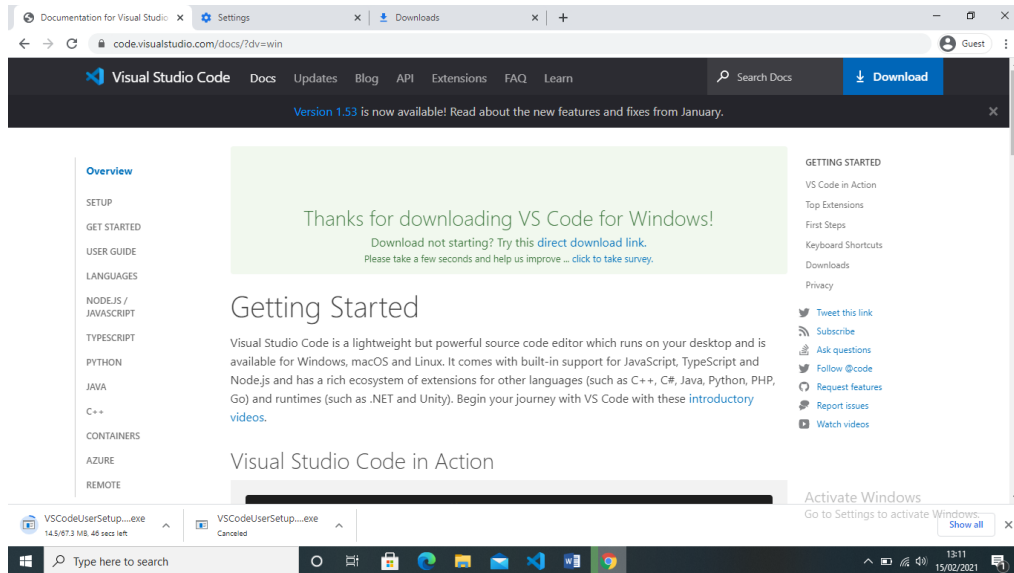 Documentation for Visual Studio
Settings
Downloads
code.visualstudio.com/docs/?dv=win
Guest
Visual Studio Code
Docs
Updates
Blog
API
Extensions
FAQ
Learn
Search Docs
Download
Version 1.53 is now available! Read about the new features and fixes from January.
Overview
SETUP
GET STARTED
USER GUIDE
LANGUAGES
NODE.JS /
JAVASCRIPT
TYPESCRIPT
PYTHON
JAVA
C++
CONTAINERS
AZURE
REMOTE
Thanks for downloading VS Code for Windows!
Download not starting? Try this direct download link.
Please take a few seconds and help us improve ... click to take survey.
Getting Started
Visual Studio Code is a lightweight but powerful source code editor which runs on your desktop and is
available for Windows, macOS and Linux. It comes with built-in support for JavaScript, TypeScript and
Node.js and has a rich ecosystem of extensions for other languages (such as C++, C#, Java, Python, PHP,
Go) and runtimes (such as .NET and Unity). Begin your journey with VS Code with these introductory
videos.
Visual Studio Code in Action
GETTING STARTED
VS Code in Action
Top Extensions
First Steps
Keyboard Shortcuts
Downloads
Privacy
Tweet this link
Subscribe
Ask questions
Follow @code
Request features
Report issues
Watch videos
Activate Windows
Go to Settings to activate Windows.
VSCodeUserSetup....exe
14.5/67.3 MB, 46 secs left
VSCodeUserSetup....exe
Canceled
Show all
Type here to search
13:11
15/02/2021
1